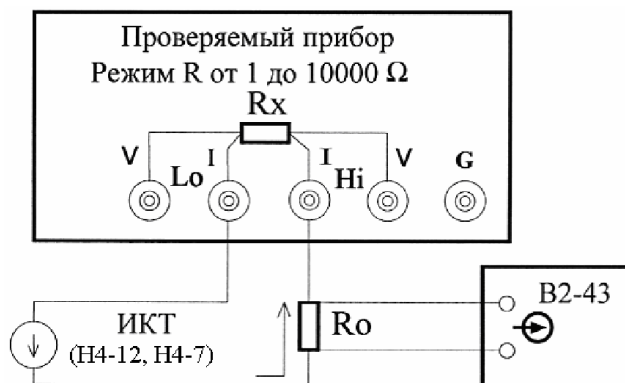 Проверяемый прибор
Режим R от 1 до 10000 Ω
Rx
V Lo I I Hi V G
ИКТ
(Н4-12, Н4-7)
Ro
В2-43